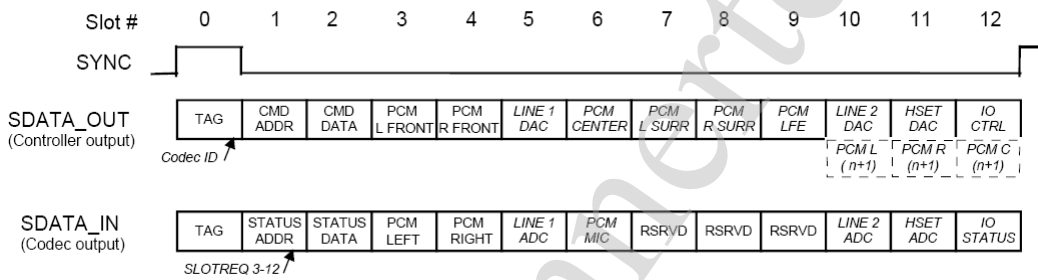 Slot # 0 1 2 3 4 5 6 7 8 9 10 11 12
SYNC
SDATA_OUT
(Controller output)
TAG
CMD
ADDR
CMD
DATA
PCM
L FRONT
PCM
R FRONT
LINE 1
DAC
PCM
CENTER
PCM
L SURR
PCM
R SURR
PCM
LFE
LINE 2
DAC
HSET
DAC
IO
CTRL
Codec ID
PCM L
(n+1)
PCM R
(n+1)
PCM C
(n+1)
SDATA_IN
(Codec output)
TAG
STATUS
ADDR
STATUS
DATA
PCM
LEFT
PCM
RIGHT
LINE 1
ADC
PCM
MIC
RSRVD
RSRVD
RSRVD
LINE 2
ADC
HSET
ADC
IO
STATUS
SLOTREQ 3-12